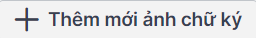 Thêm mới ảnh chữ ký